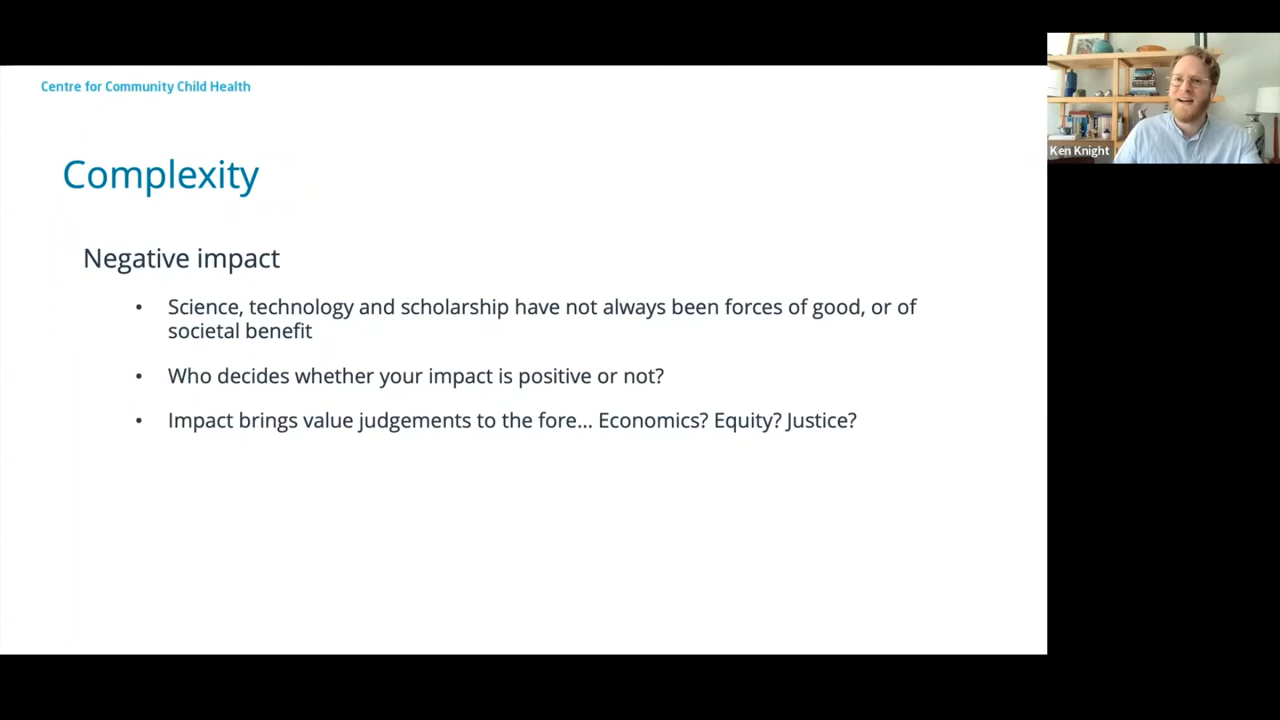 Centre for Community Child Health
Complexity
Negative impact
• Science, technology and scholarship have not always been forces of good, or of
societal benefit
• Who decides whether your impact is positive or not?
• Impact brings value judgements to the fore... Economics? Equity? Justice?
Ken Knight